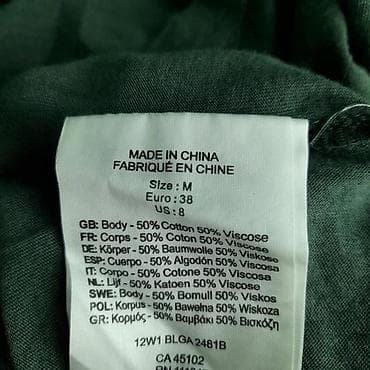 MADE IN CHINA
FABRIQUÉ EN CHINE
Size : M
Euro : 38
US : 8
GB: Body - 50% Cotton 50% Viscose
FR: Corps - 50% Coton 50% Viscose
DE: Körper - 50% Baumwolle 50% Viskose
ESP: Cuerpo - 50% Algodón 50% Viscosa
IT: Corpo - 50% Cotone 50% Viscosa
NL: Lijf - 50% Katoen 50% Viscose
SWE: Body - 50% Bomull 50% Viskos
POL: Korpus - 50% Bawełna 50% Wiskoza
GR: Κορμός - 50% Βαμβάκι 50% Βισκόζη
12W1 BLGA 2481B
CA 45102